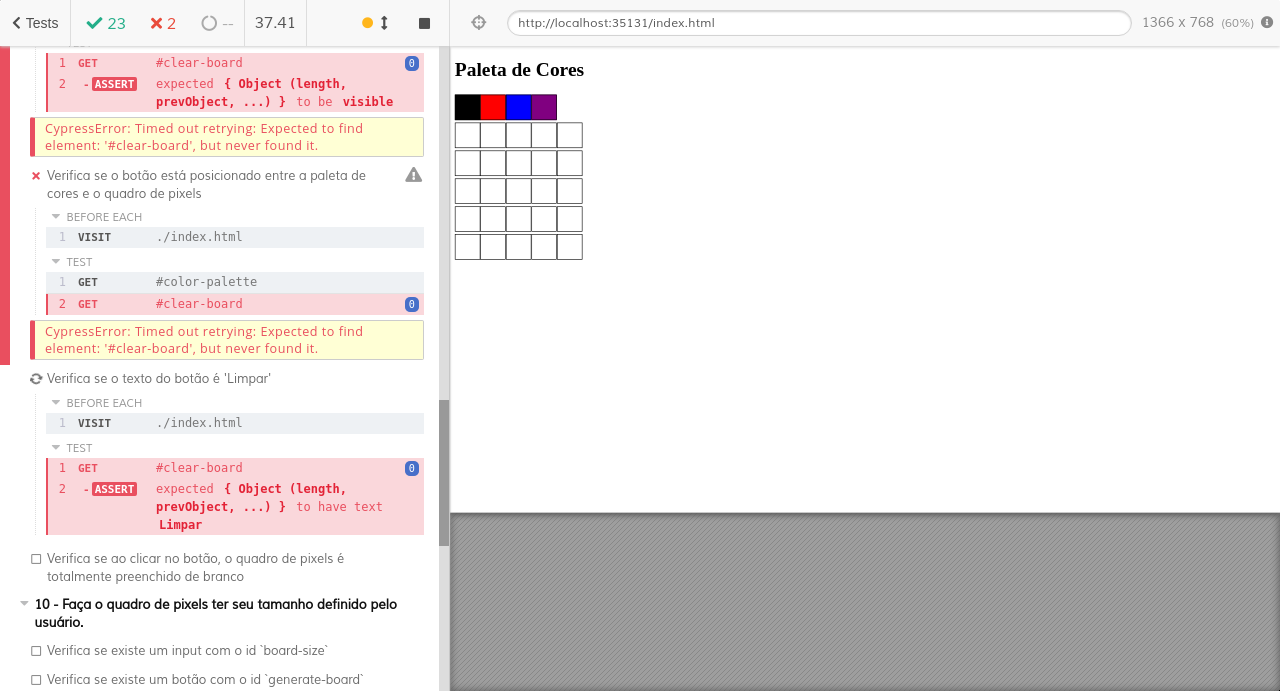 Tests
23
2
--
37.41
http://localhost:35131/index.html
1366 x 768 (60%)
1 GET #clear-board 0
2 - ASSERT expected { Object (length,
prevObject, ...) } to be visible
CypressError: Timed out retrying: Expected to find
element: '#clear-board', but never found it.
Verifica se o botão está posicionado entre a paleta de
cores e o quadro de pixels
BEFORE EACH
1 VISIT ./index.html
TEST
1 GET #color-palette
2 GET #clear-board 0
CypressError: Timed out retrying: Expected to find
element: '#clear-board', but never found it.
Verifica se o texto do botão é 'Limpar'
BEFORE EACH
1 VISIT ./index.html
TEST
1 GET #clear-board 0
2 - ASSERT expected { Object (length,
prevObject, ...) } to have text
Limpar
Verifica se ao clicar no botão, o quadro de pixels é
totalmente preenchido de branco
10 - Faça o quadro de pixels ter seu tamanho definido pelo
usuário.
Verifica se existe um input com o id `board-size`
Verifica se existe um botão com o id `generate-board`
Paleta de Cores